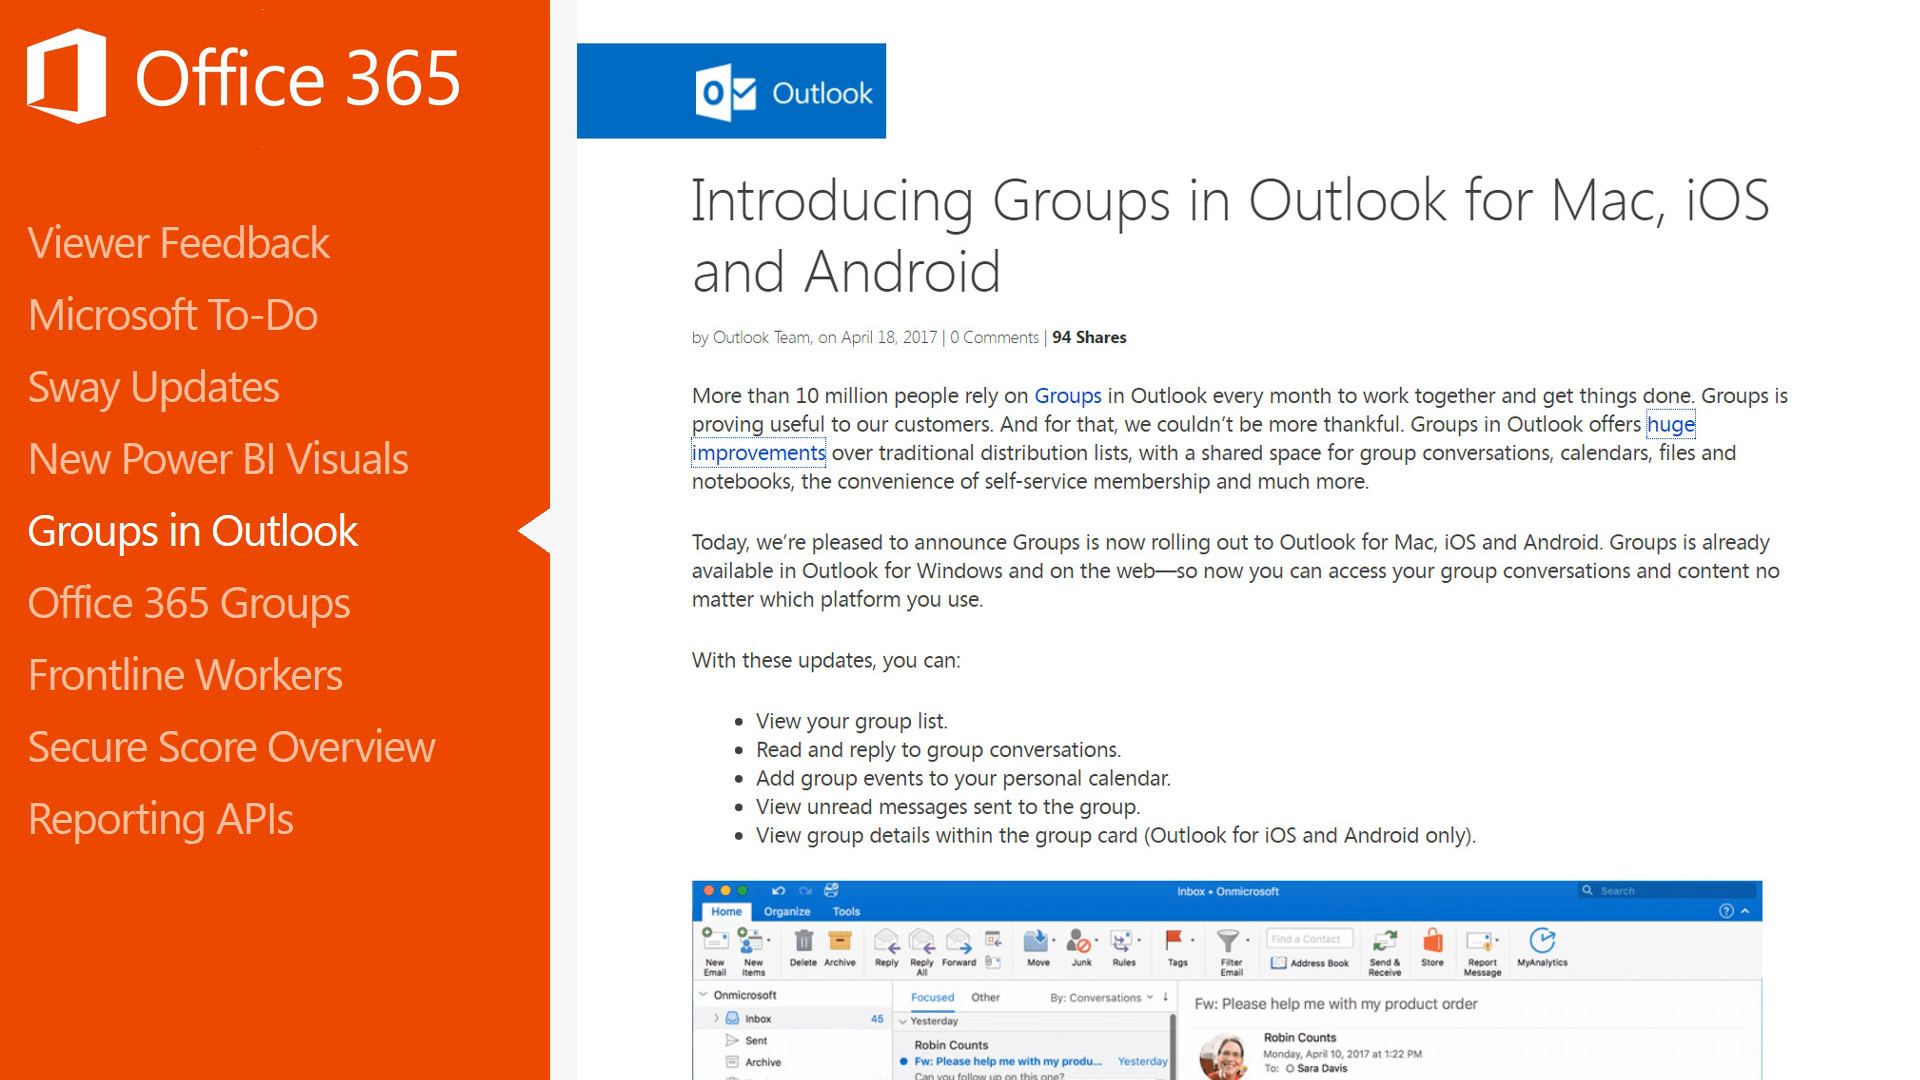 Office 365
Viewer Feedback
Microsoft To-Do
Sway Updates
New Power BI Visuals
Groups in Outlook
Office 365 Groups
Frontline Workers
Secure Score Overview
Reporting APIs
Outlook
Introducing Groups in Outlook for Mac, iOS
and Android
by Outlook Team, on April 18, 2017 | 0 Comments | 94 Shares
More than 10 million people rely on Groups in Outlook every month to work together and get things done. Groups is
proving useful to our customers. And for that, we couldn't be more thankful. Groups in Outlook offers huge
improvements over traditional distribution lists, with a shared space for group conversations, calendars, files and
notebooks, the convenience of self-service membership and much more.
Today, we're pleased to announce Groups is now rolling out to Outlook for Mac, iOS and Android. Groups is already
available in Outlook for Windows and on the web—so now you can access your group conversations and content no
matter which platform you use.
With these updates, you can:
• View your group list.
• Read and reply to group conversations.
• Add group events to your personal calendar.
• View unread messages sent to the group.
• View group details within the group card (Outlook for iOS and Android only).
Inbox • Onmicrosoft
Search
Home Organize Tools
New Email
New Items
Delete
Archive
Reply
Reply All
Forward
Move
Junk
Rules
Tags
Filter Email
Find a Contact
Address Book
Send & Receive
Store
Report Message
MyAnalytics
Onmicrosoft
Inbox 45
Sent
Archive
Focused Other By: Conversations
Yesterday
Robin Counts
Fw: Please help me with my produ... Yesterday
Can you follow up on this one?
Fw: Please help me with my product order
Robin Counts
Monday, April 10, 2017 at 1:22 PM
To: Sara Davis